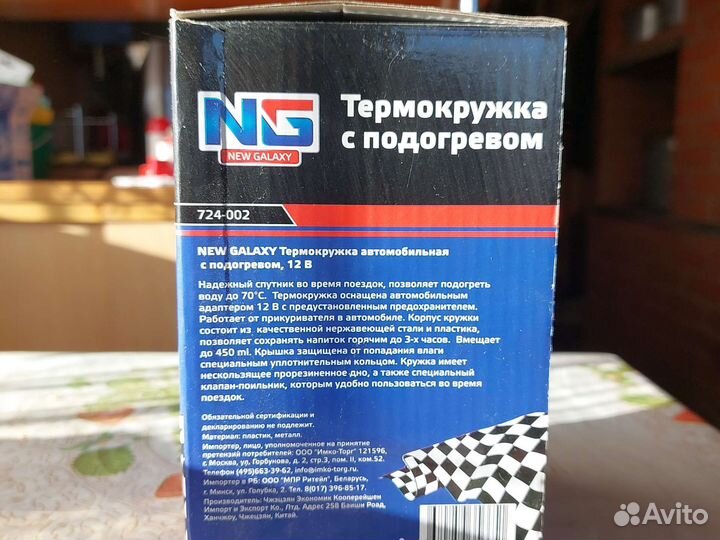 NG
NEW GALAXY
Термокружка
с подогревом
724-002
NEW GALAXY Термокружка автомобильная
с подогревом, 12 В
Надежный спутник во время поездок, позволяет подогреть
воду до 70°С. Термокружка оснащена автомобильным
адаптером 12 В с предустановленным предохранителем.
Работает от прикуривателя в автомобиле. Корпус кружки
состоит из качественной нержавеющей стали и пластика,
позволяет сохранять напиток горячим до 3-х часов. Вмещает
до 450 ml. Крышка защищена от попадания влаги
специальным уплотнительным кольцом. Кружка имеет
нескользящее прорезиненное дно, а также специальный
клапан-поильник, которым удобно пользоваться во время
поездок.
Обязательной сертификации и
декларированию не подлежит.
Материал: пластик, металл.
Импортер, лицо, уполномоченное на принятие
претензий потребителей: ООО "Имко-Торг" 121596,
г. Москва, ул. Горбунова, д. 2, стр.3, пом. II, ком.52.
Телефон (495)663-39-62, info@imko-torg.ru.
Импортер в РБ: ООО "МПР Ритейл", Беларусь,
г. Минск, ул. Голубка, 2. Тел. 8(017) 396-85-17.
Производитель: Чжэцзян Экономик Кооперейшен
Импорт и Экспорт Ко., Лтд. Адрес 258 Баиши Роад,
Ханчжоу, Чжецзян, Китай.
Avito